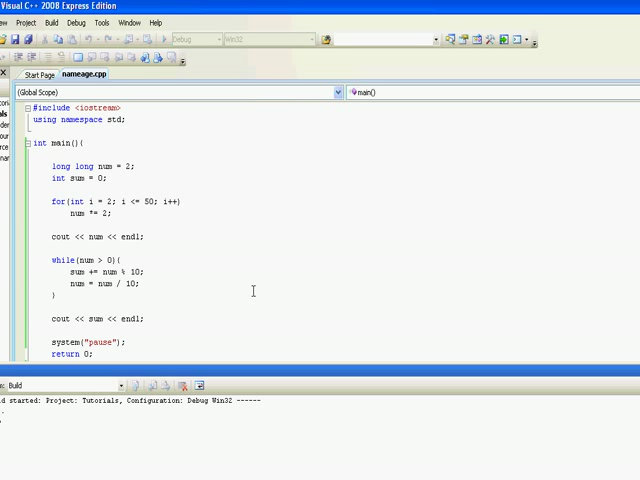 Visual C++ 2008 Express Edition
ew Project Build Debug Tools Window Help
Debug Win32
Start Page nameage.cpp
(Global Scope) main()
#include <iostream>
using namespace std;
int main(){
long long num = 2;
int sum = 0;
for(int i = 2; i <= 50; i++)
num *= 2;
cout << num << endl;
while(num > 0){
sum += num % 10;
num = num / 10;
}
cout << sum << endl;
system("pause");
return 0;
m: Build
d started: Project: Tutorials, Configuration: Debug Win32 ------